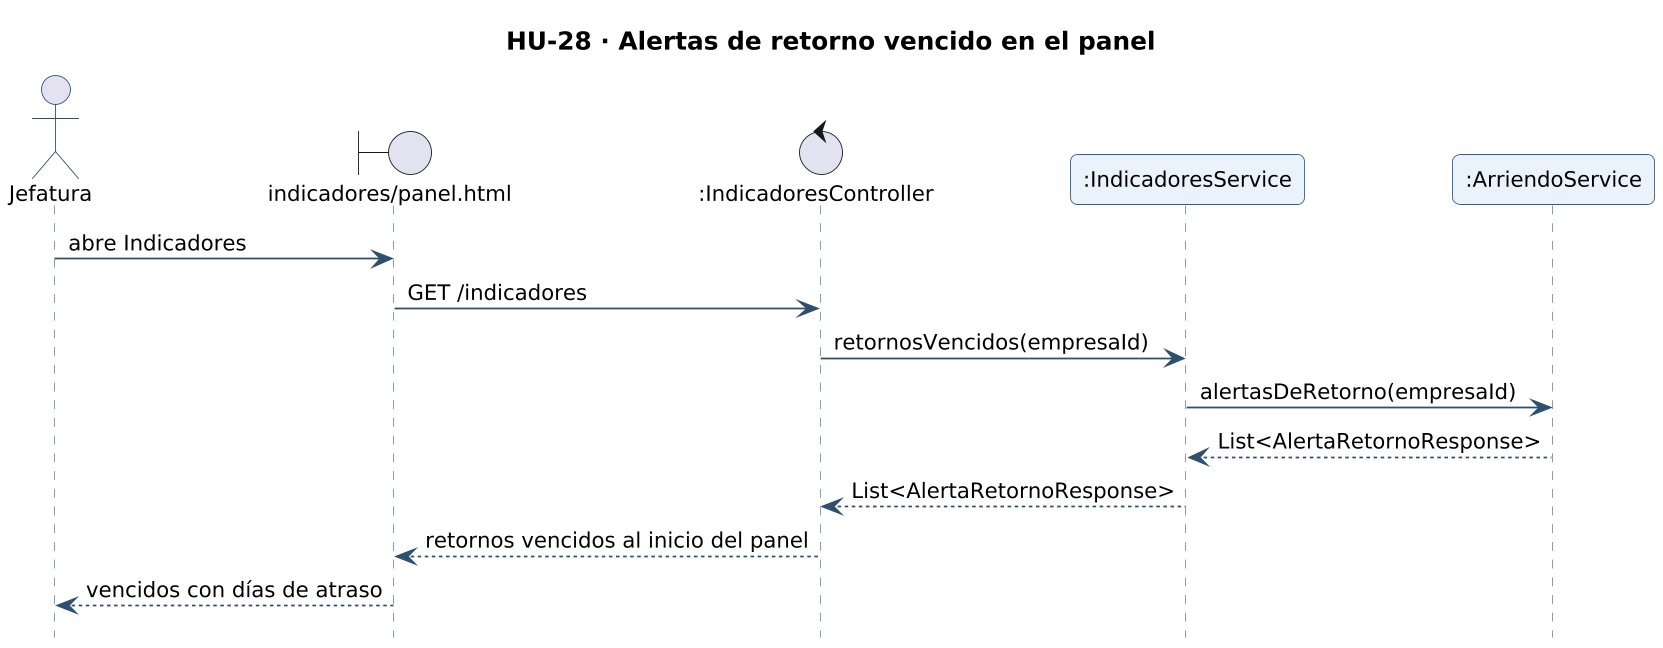 HU-28 · Alertas de retorno vencido en el panel
Jefatura
indicadores/panel.html
:IndicadoresController
:IndicadoresService
:ArriendoService
abre Indicadores
GET /indicadores
retornosVencidos(empresaId)
alertasDeRetorno(empresaId)
List<AlertaRetornoResponse>
List<AlertaRetornoResponse>
retornos vencidos al inicio del panel
vencidos con días de atraso